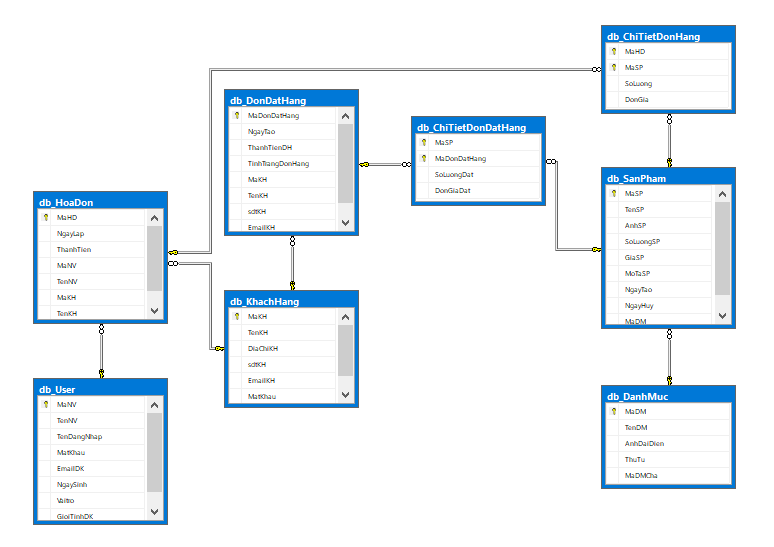 db_ChiTietDonHang
MaHD
MaSP
SoLuong
DonGia
db_DonDatHang
MaDonDatHang
NgayTao
ThanhTienDH
TinhTrangDonHang
MaKH
TenKH
sdtKH
EmailKH
db_ChiTietDonDatHang
MaSP
MaDonDatHang
SoLuongDat
DonGiaDat
db_SanPham
MaSP
TenSP
AnhSP
SoLuongSP
GiaSP
MoTaSP
NgayTao
NgayHuy
MaDM
db_HoaDon
MaHD
NgayLap
ThanhTien
MaNV
TenNV
MaKH
TenKH
db_KhachHang
MaKH
TenKH
DiaChiKH
sdtKH
EmailKH
MatKhau
db_User
MaNV
TenNV
TenDangNhap
MatKhau
EmailDK
NgaySinh
Vaitro
GioiTinhDK
db_DanhMuc
MaDM
TenDM
AnhDaiDien
ThuTu
MaDMCha